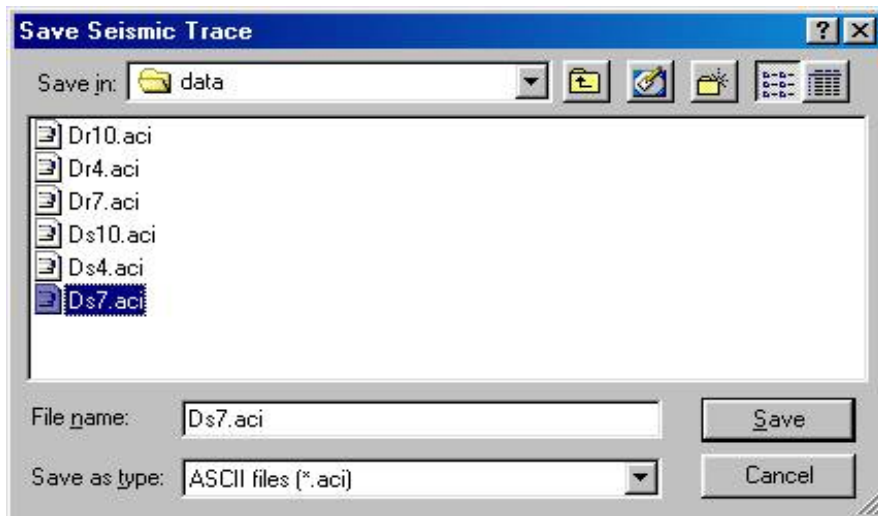 Save Seismic Trace
Save in: data
Dr10.aci
Dr4.aci
Dr7.aci
Ds10.aci
Ds4.aci
Ds7.aci
File name: Ds7.aci Save
Save as type: ASCII files (*.aci) Cancel